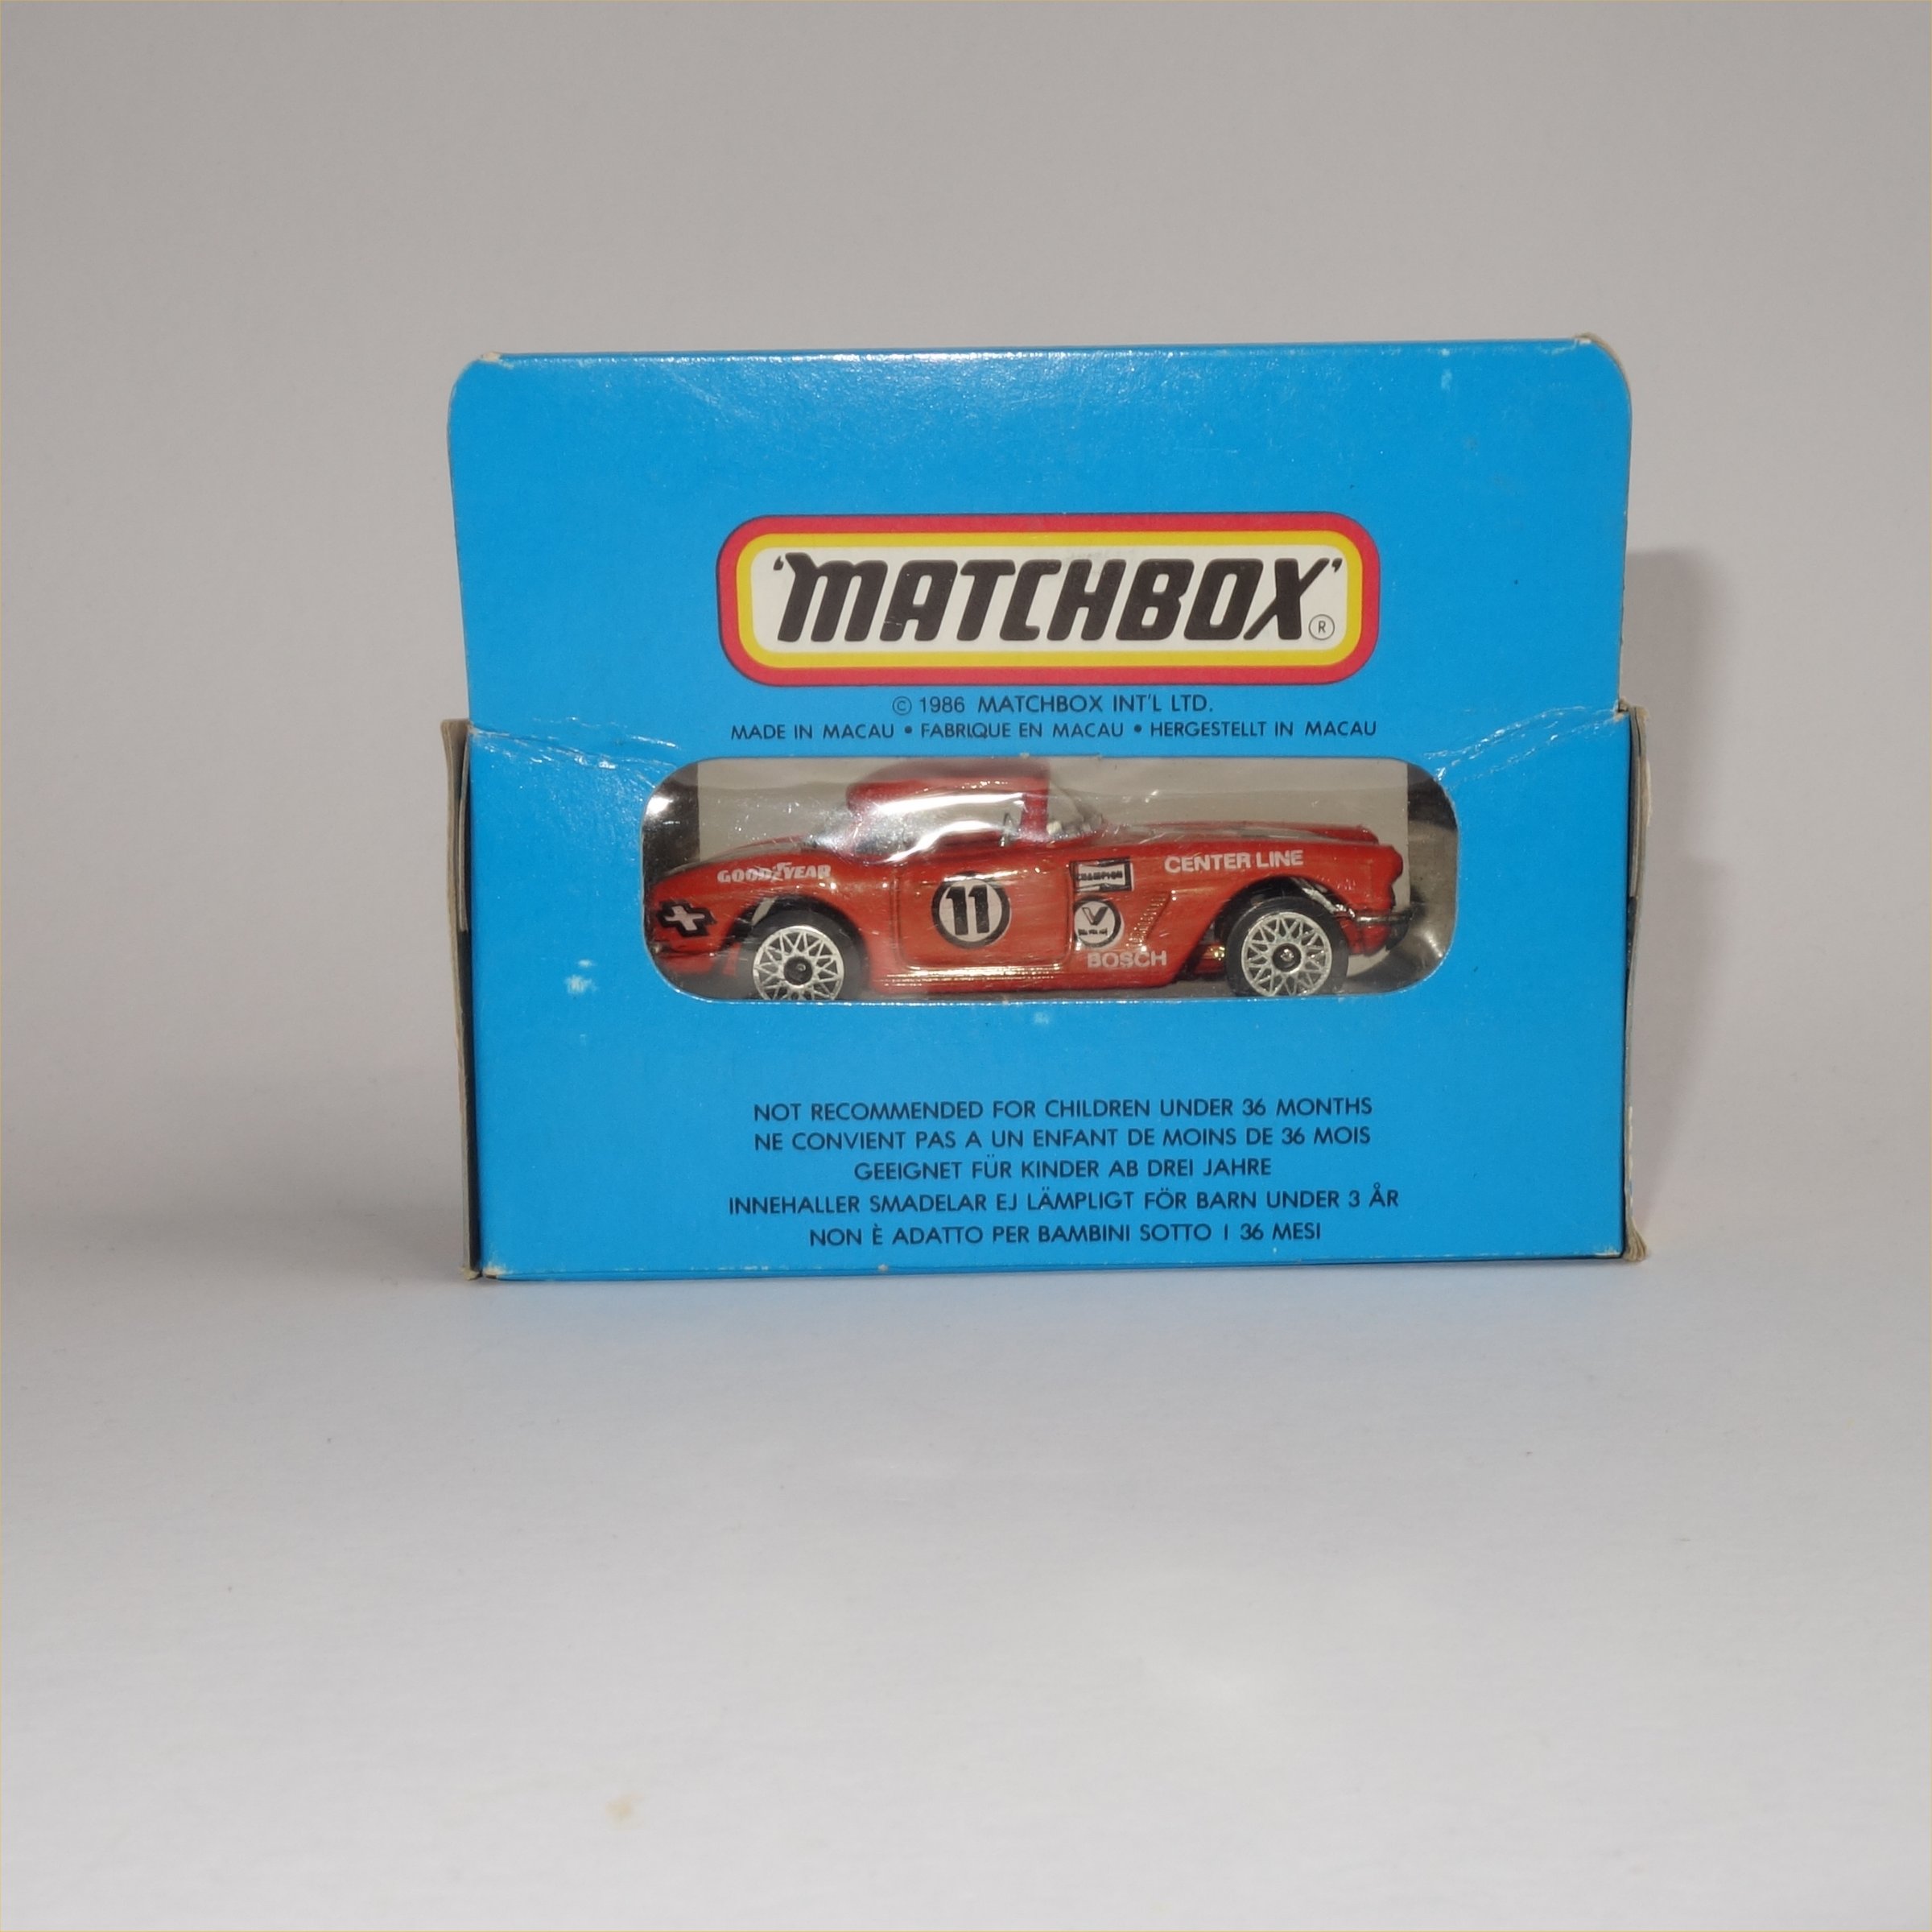 'MATCHBOX' ®
© 1986 MATCHBOX INT'L LTD.
MADE IN MACAU • FABRIQUE EN MACAU • HERGESTELLT IN MACAU
GOOD YEAR
11
CHAMPION
CENTER LINE
V
BOSCH
NOT RECOMMENDED FOR CHILDREN UNDER 36 MONTHS
NE CONVIENT PAS A UN ENFANT DE MOINS DE 36 MOIS
GEEIGNET FÜR KINDER AB DREI JAHRE
INNEHALLER SMADELAR EJ LÄMPLIGT FÖR BARN UNDER 3 ÅR
NON È ADATTO PER BAMBINI SOTTO I 36 MESI